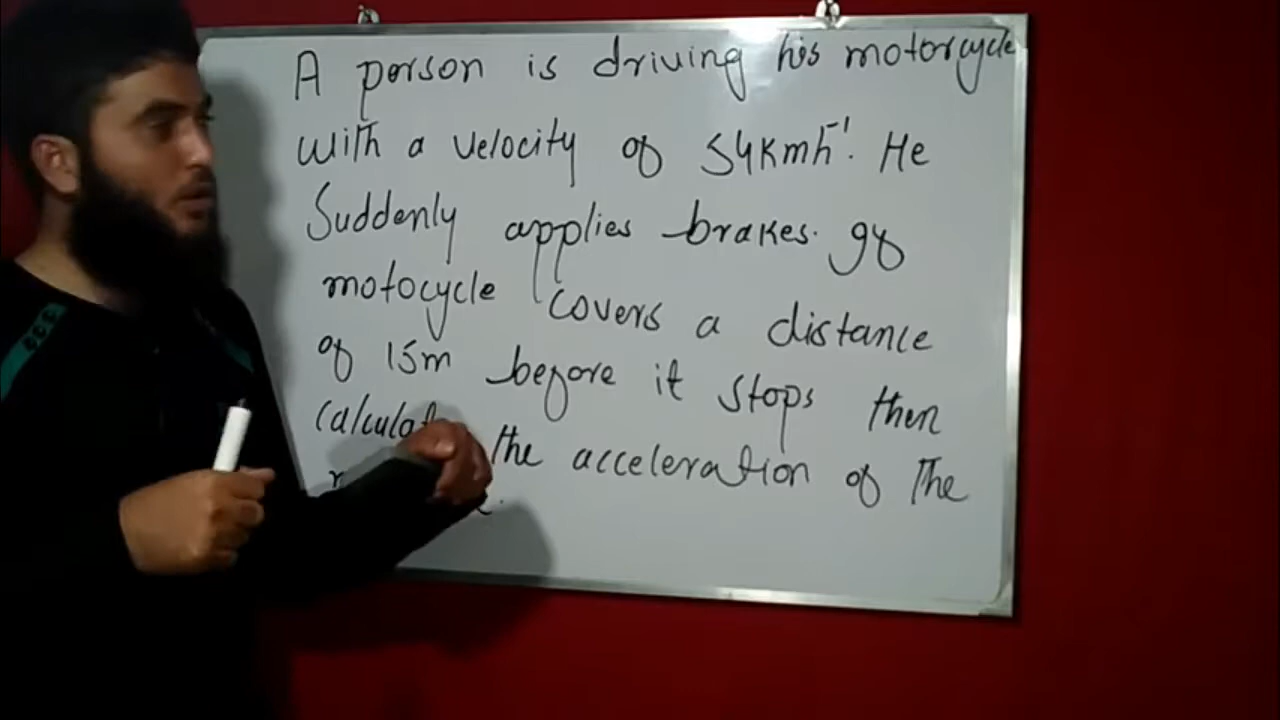 A person is driving his motorcycle
with a velocity of 54Kmh⁻¹. He
Suddenly applies brakes. If
motocycle covers a distance
of 15m before it stops then
the acceleration of the